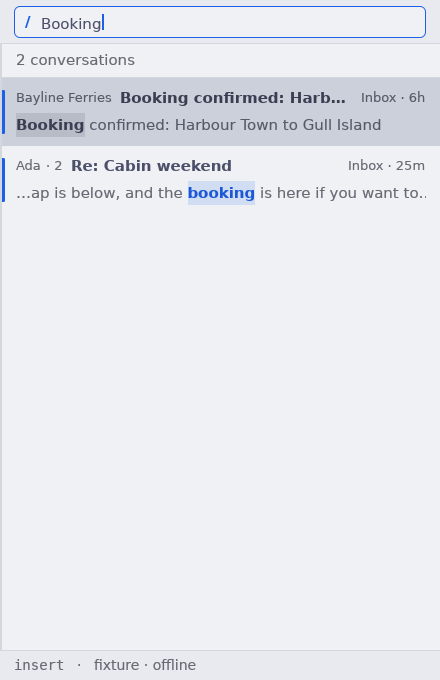 / Booking
2 conversations
Bayline Ferries Booking confirmed: Harb… Inbox · 6h
Booking confirmed: Harbour Town to Gull Island
Ada · 2 Re: Cabin weekend Inbox · 25m
…ap is below, and the booking is here if you want to..
insert · fixture · offline